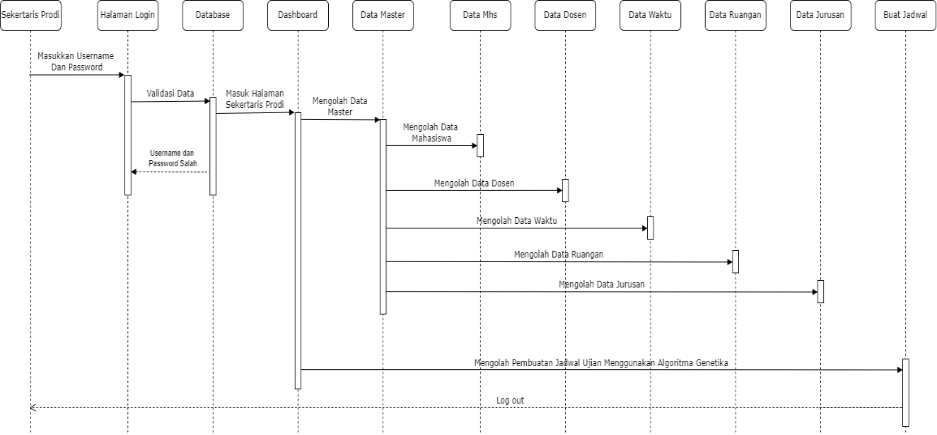 Sekertaris Prodi
Halaman Login
Database
Dashboard
Data Master
Data Mhs
Data Dosen
Data Waktu
Data Ruangan
Data Jurusan
Buat Jadwal
Masukkan Username
Dan Password
Validasi Data
Masuk Halaman
Sekertaris Prodi
Mengolah Data
Master
Mengolah Data
Mahasiswa
Username dan
Password Salah
Mengolah Data Dosen
Mengolah Data Waktu
Mengolah Data Ruangan
Mengolah Data Jurusan
Mengolah Pembuatan Jadwal Ujian Menggunakan Algoritma Genetika
Log out